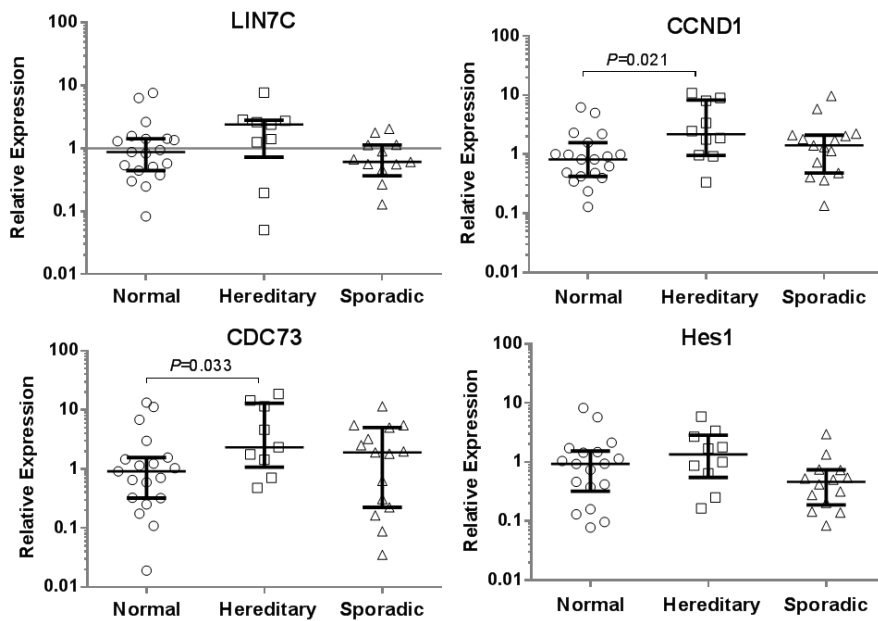 LIN7C
Relative Expression
100
10
1
0.1
0.01
Normal
Hereditary
Sporadic
CCND1
P=0.021
Relative Expression
100
10
1
0.1
0.01
Normal
Hereditary
Sporadic
CDC73
P=0.033
Relative Expression
100
10
1
0.1
0.01
Normal
Hereditary
Sporadic
Hes1
Relative Expression
100
10
1
0.1
0.01
Normal
Hereditary
Sporadic